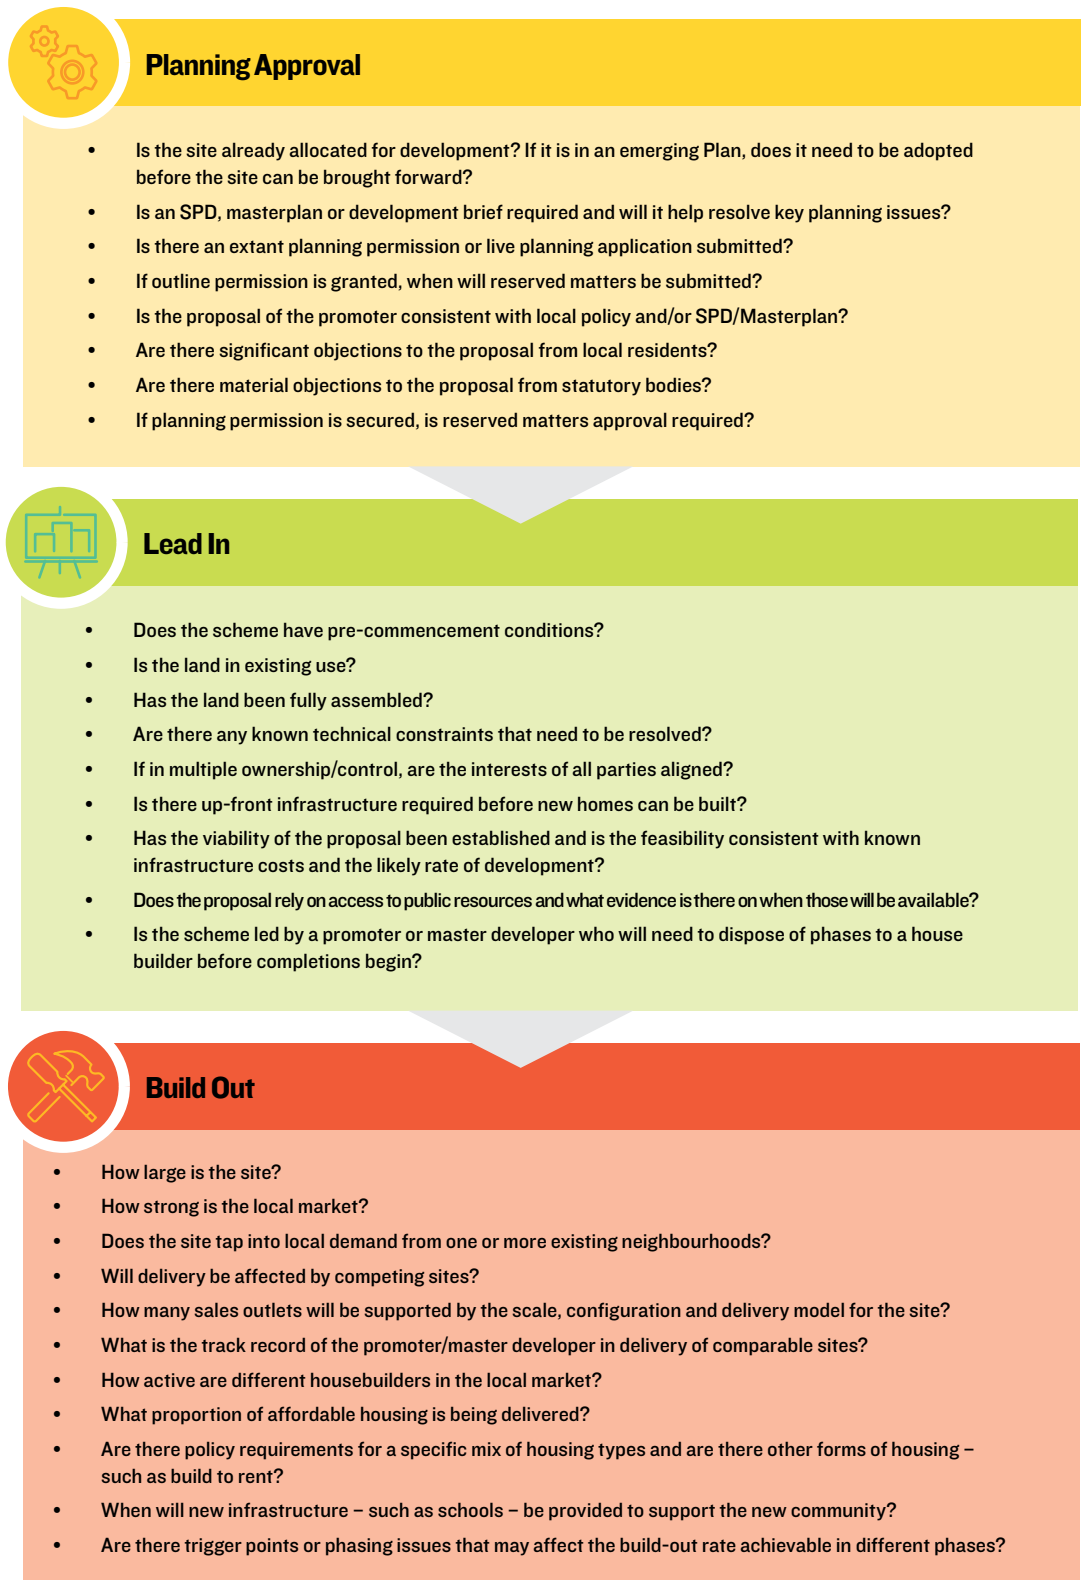 Planning Approval
• Is the site already allocated for development? If it is in an emerging Plan, does it need to be adopted
before the site can be brought forward?
• Is an SPD, masterplan or development brief required and will it help resolve key planning issues?
• Is there an extant planning permission or live planning application submitted?
• If outline permission is granted, when will reserved matters be submitted?
• Is the proposal of the promoter consistent with local policy and/or SPD/Masterplan?
• Are there significant objections to the proposal from local residents?
• Are there material objections to the proposal from statutory bodies?
• If planning permission is secured, is reserved matters approval required?
Lead In
• Does the scheme have pre-commencement conditions?
• Is the land in existing use?
• Has the land been fully assembled?
• Are there any known technical constraints that need to be resolved?
• If in multiple ownership/control, are the interests of all parties aligned?
• Is there up-front infrastructure required before new homes can be built?
• Has the viability of the proposal been established and is the feasibility consistent with known
infrastructure costs and the likely rate of development?
• Does the proposal rely on access to public resources and what evidence is there on when those will be available?
• Is the scheme led by a promoter or master developer who will need to dispose of phases to a house
builder before completions begin?
Build Out
• How large is the site?
• How strong is the local market?
• Does the site tap into local demand from one or more existing neighbourhoods?
• Will delivery be affected by competing sites?
• How many sales outlets will be supported by the scale, configuration and delivery model for the site?
• What is the track record of the promoter/master developer in delivery of comparable sites?
• How active are different housebuilders in the local market?
• What proportion of affordable housing is being delivered?
• Are there policy requirements for a specific mix of housing types and are there other forms of housing –
such as build to rent?
• When will new infrastructure – such as schools – be provided to support the new community?
• Are there trigger points or phasing issues that may affect the build-out rate achievable in different phases?